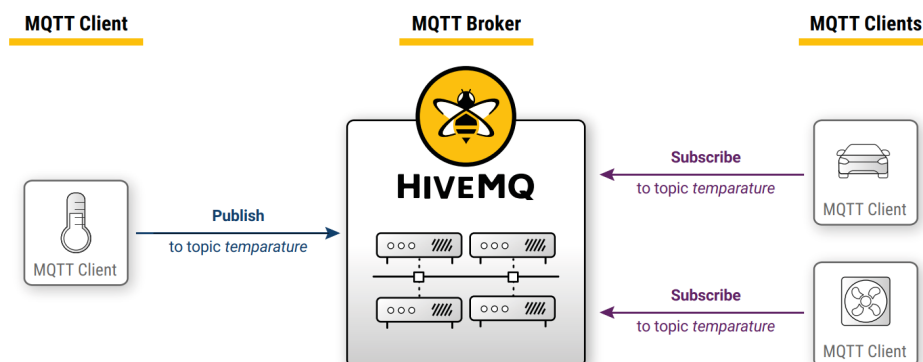 MQTT Client
MQTT Broker
MQTT Clients
HIVEMQ
MQTT Client
Publish
to topic temparature
Subscribe
to topic temparature
MQTT Client
Subscribe
to topic temparature
MQTT Client